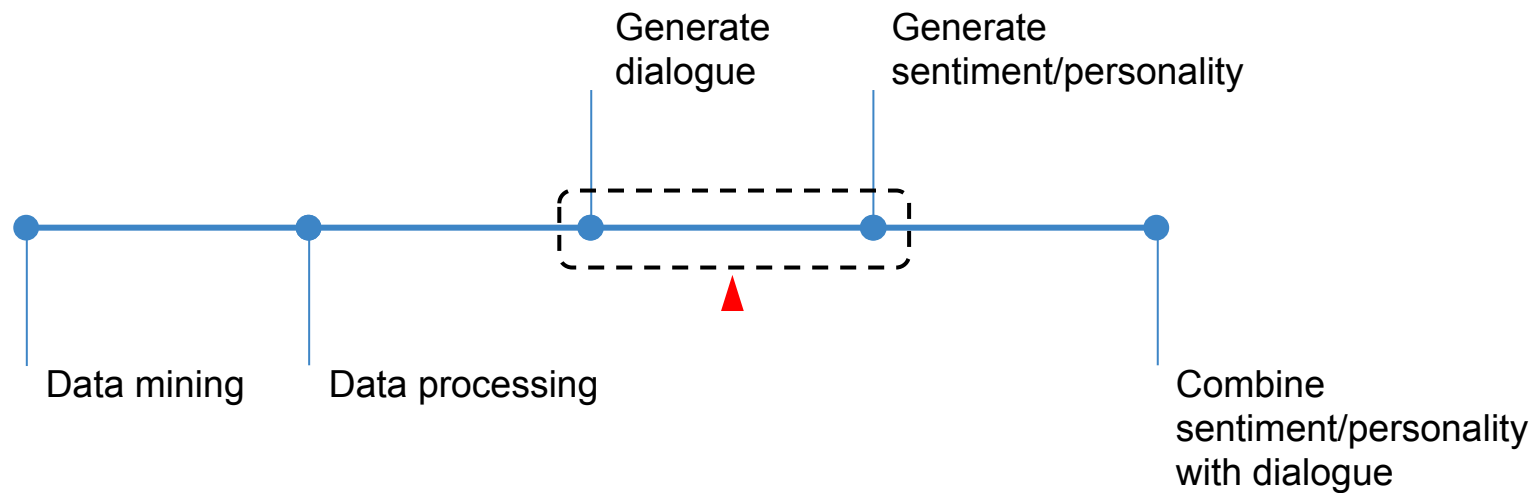 Generate
dialogue
Generate
sentiment/personality
Data mining
Data processing
Combine
sentiment/personality
with dialogue